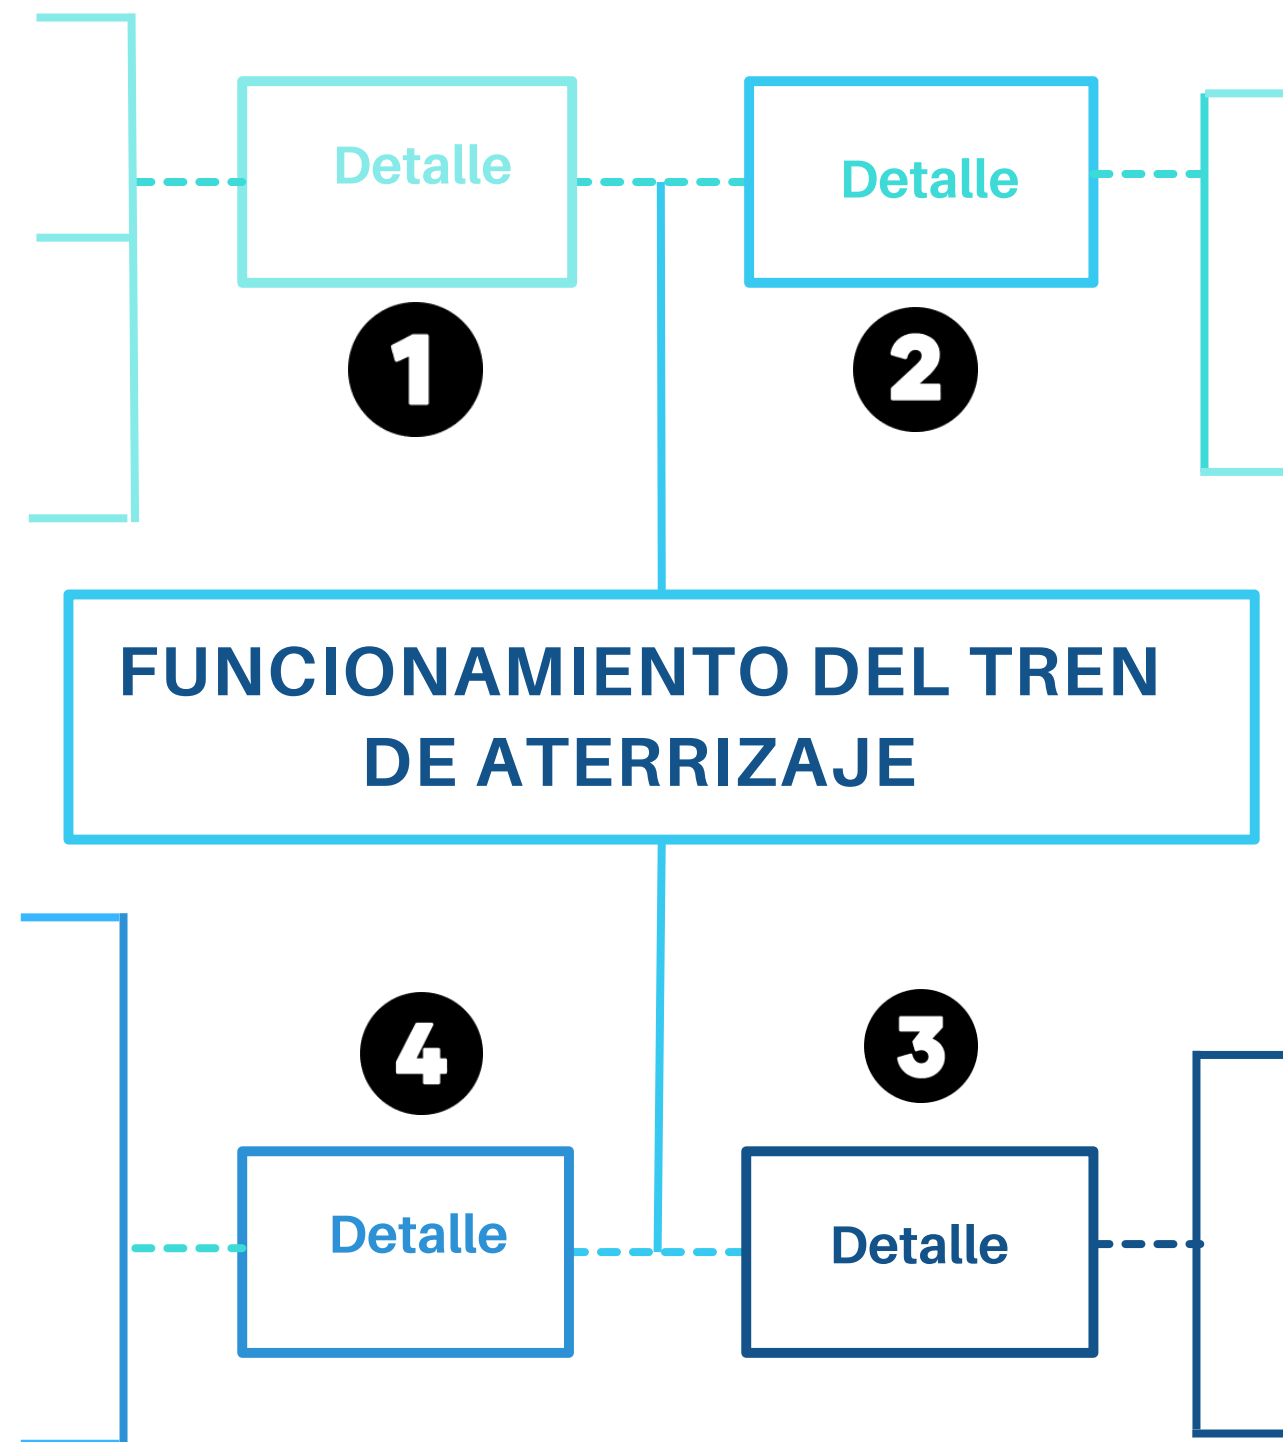 Detalle
Detalle
1
2
FUNCIONAMIENTO DEL TREN
DE ATERRIZAJE
4
3
Detalle
Detalle